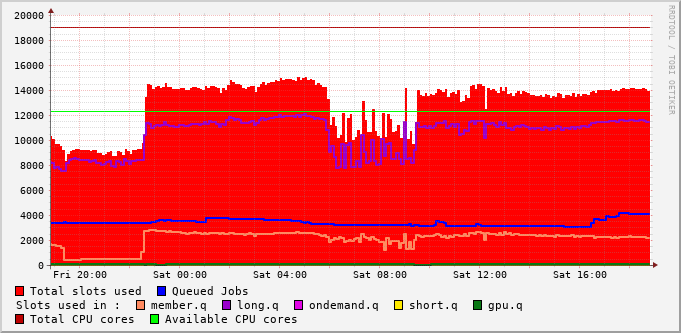 20000
18000
16000
14000
12000
10000
8000
6000
4000
2000
0
Fri 20:00 Sat 00:00 Sat 04:00 Sat 08:00 Sat 12:00 Sat 16:00
RRDTOOL / TOBI OETIKER
Total slots used Queued Jobs
Slots used in : member.q long.q ondemand.q short.q gpu.q
Total CPU cores Available CPU cores